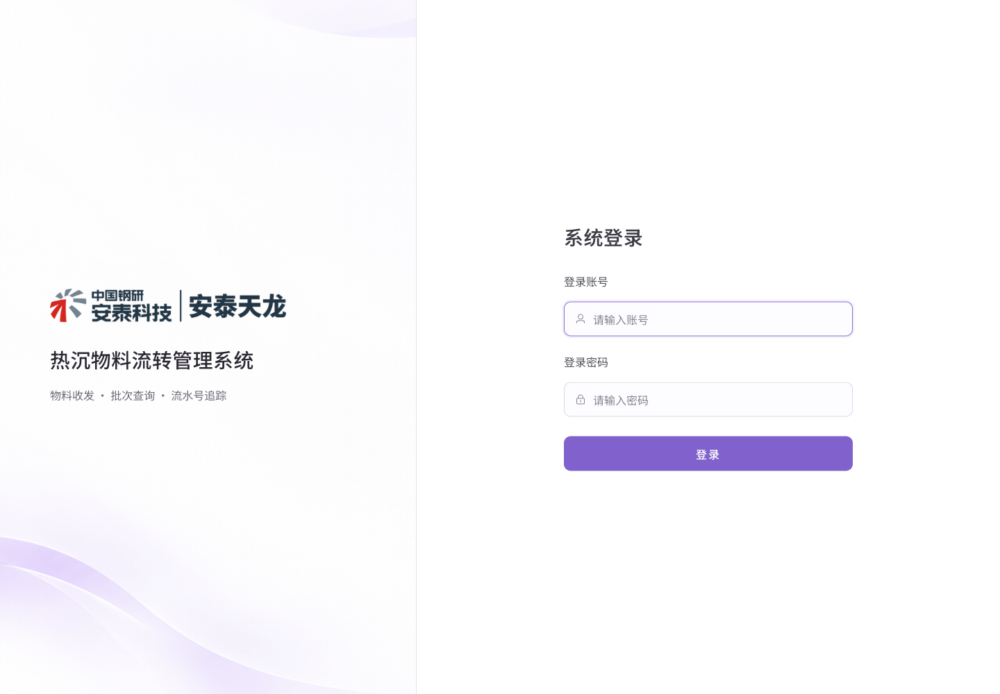 中国钢研
安泰科技
安泰天龙
热沉物料流转管理系统
物料收发 • 批次查询 • 流水号追踪
系统登录
登录账号
请输入账号
登录密码
请输入密码
登录